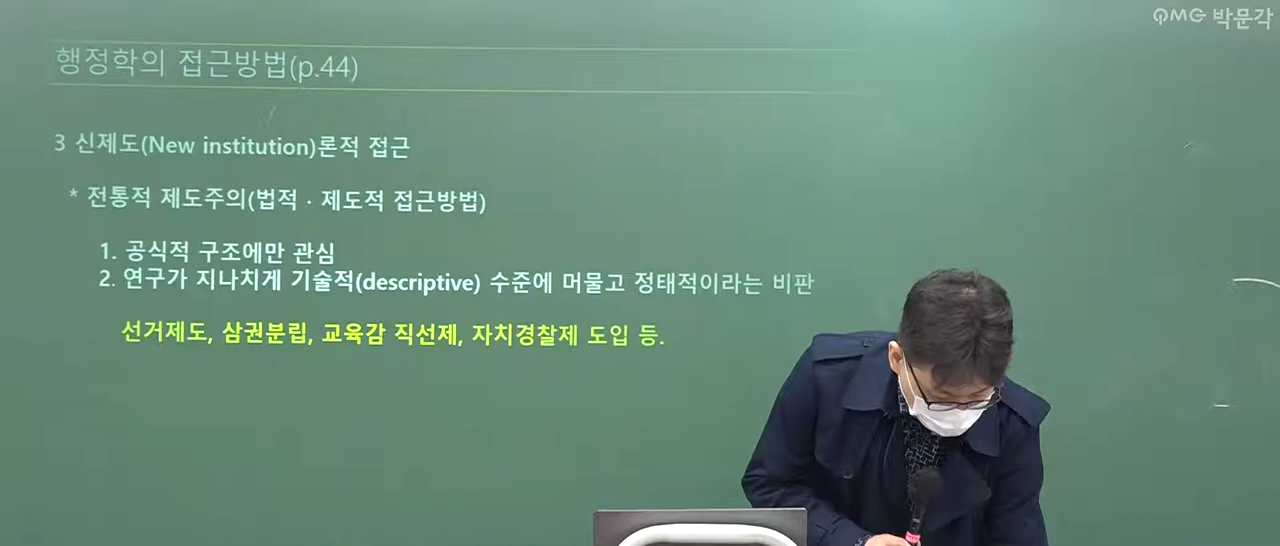 PMG 박문각
행정학의 접근방법(p.44)
3 신제도(New institution)론적 접근
* 전통적 제도주의(법적 · 제도적 접근방법)
1. 공식적 구조에만 관심
2. 연구가 지나치게 기술적(descriptive) 수준에 머물고 정태적이라는 비판
선거제도, 삼권분립, 교육감 직선제, 자치경찰제 도입 등.